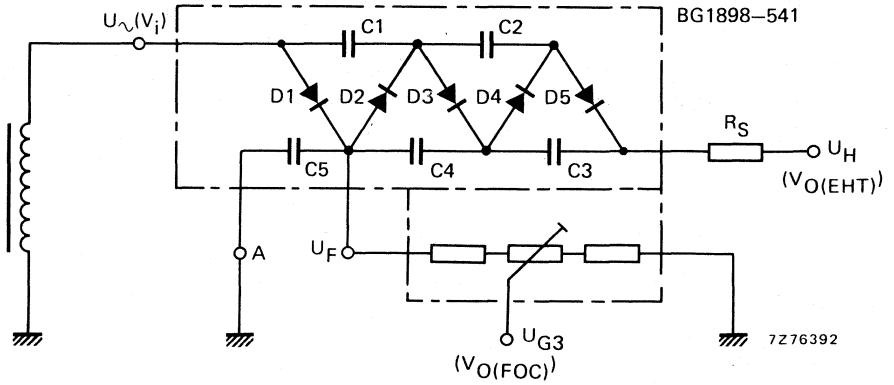 BG1898–541
U∿(Vi)
C1
C2
D1
D2
D3
D4
D5
RS
UH
(VO(EHT))
C5
C4
C3
A
UF
UG3
(VO(FOC))
7Z76392